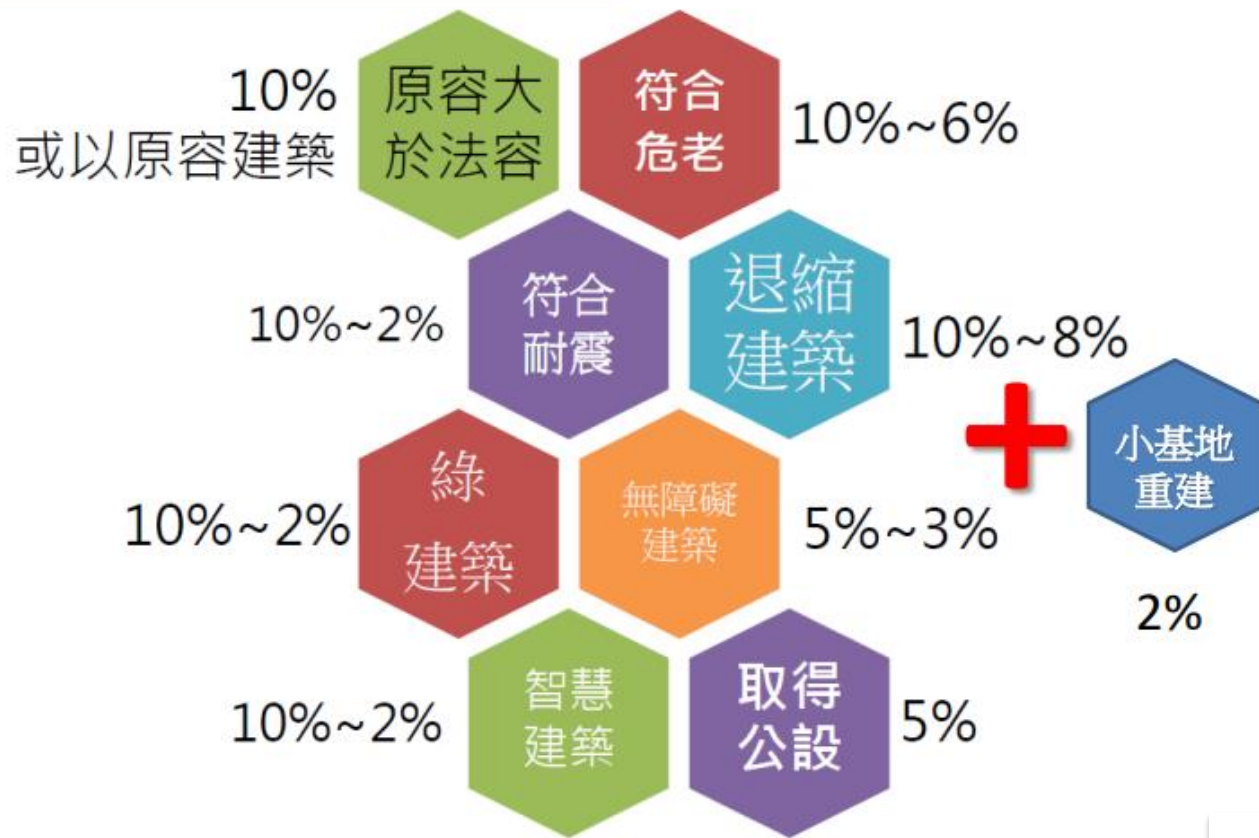 10%
或以原容建築
原容大
於法容
符合
危老
10%~6%
10%~2%
符合
耐震
退縮
建築
10%~8%
小基地
重建
2%
10%~2%
綠
建築
無障礙
建築
5%~3%
10%~2%
智慧
建築
取得
公設
5%